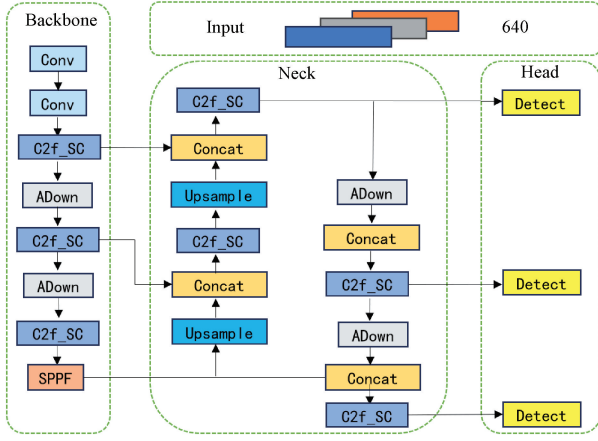 Backbone
Conv
Conv
C2f_SC
ADown
C2f_SC
ADown
C2f_SC
SPPF
Input
640
Neck
C2f_SC
Concat
Upsample
C2f_SC
Concat
Upsample
ADown
Concat
C2f_SC
ADown
Concat
C2f_SC
Head
Detect
Detect
Detect